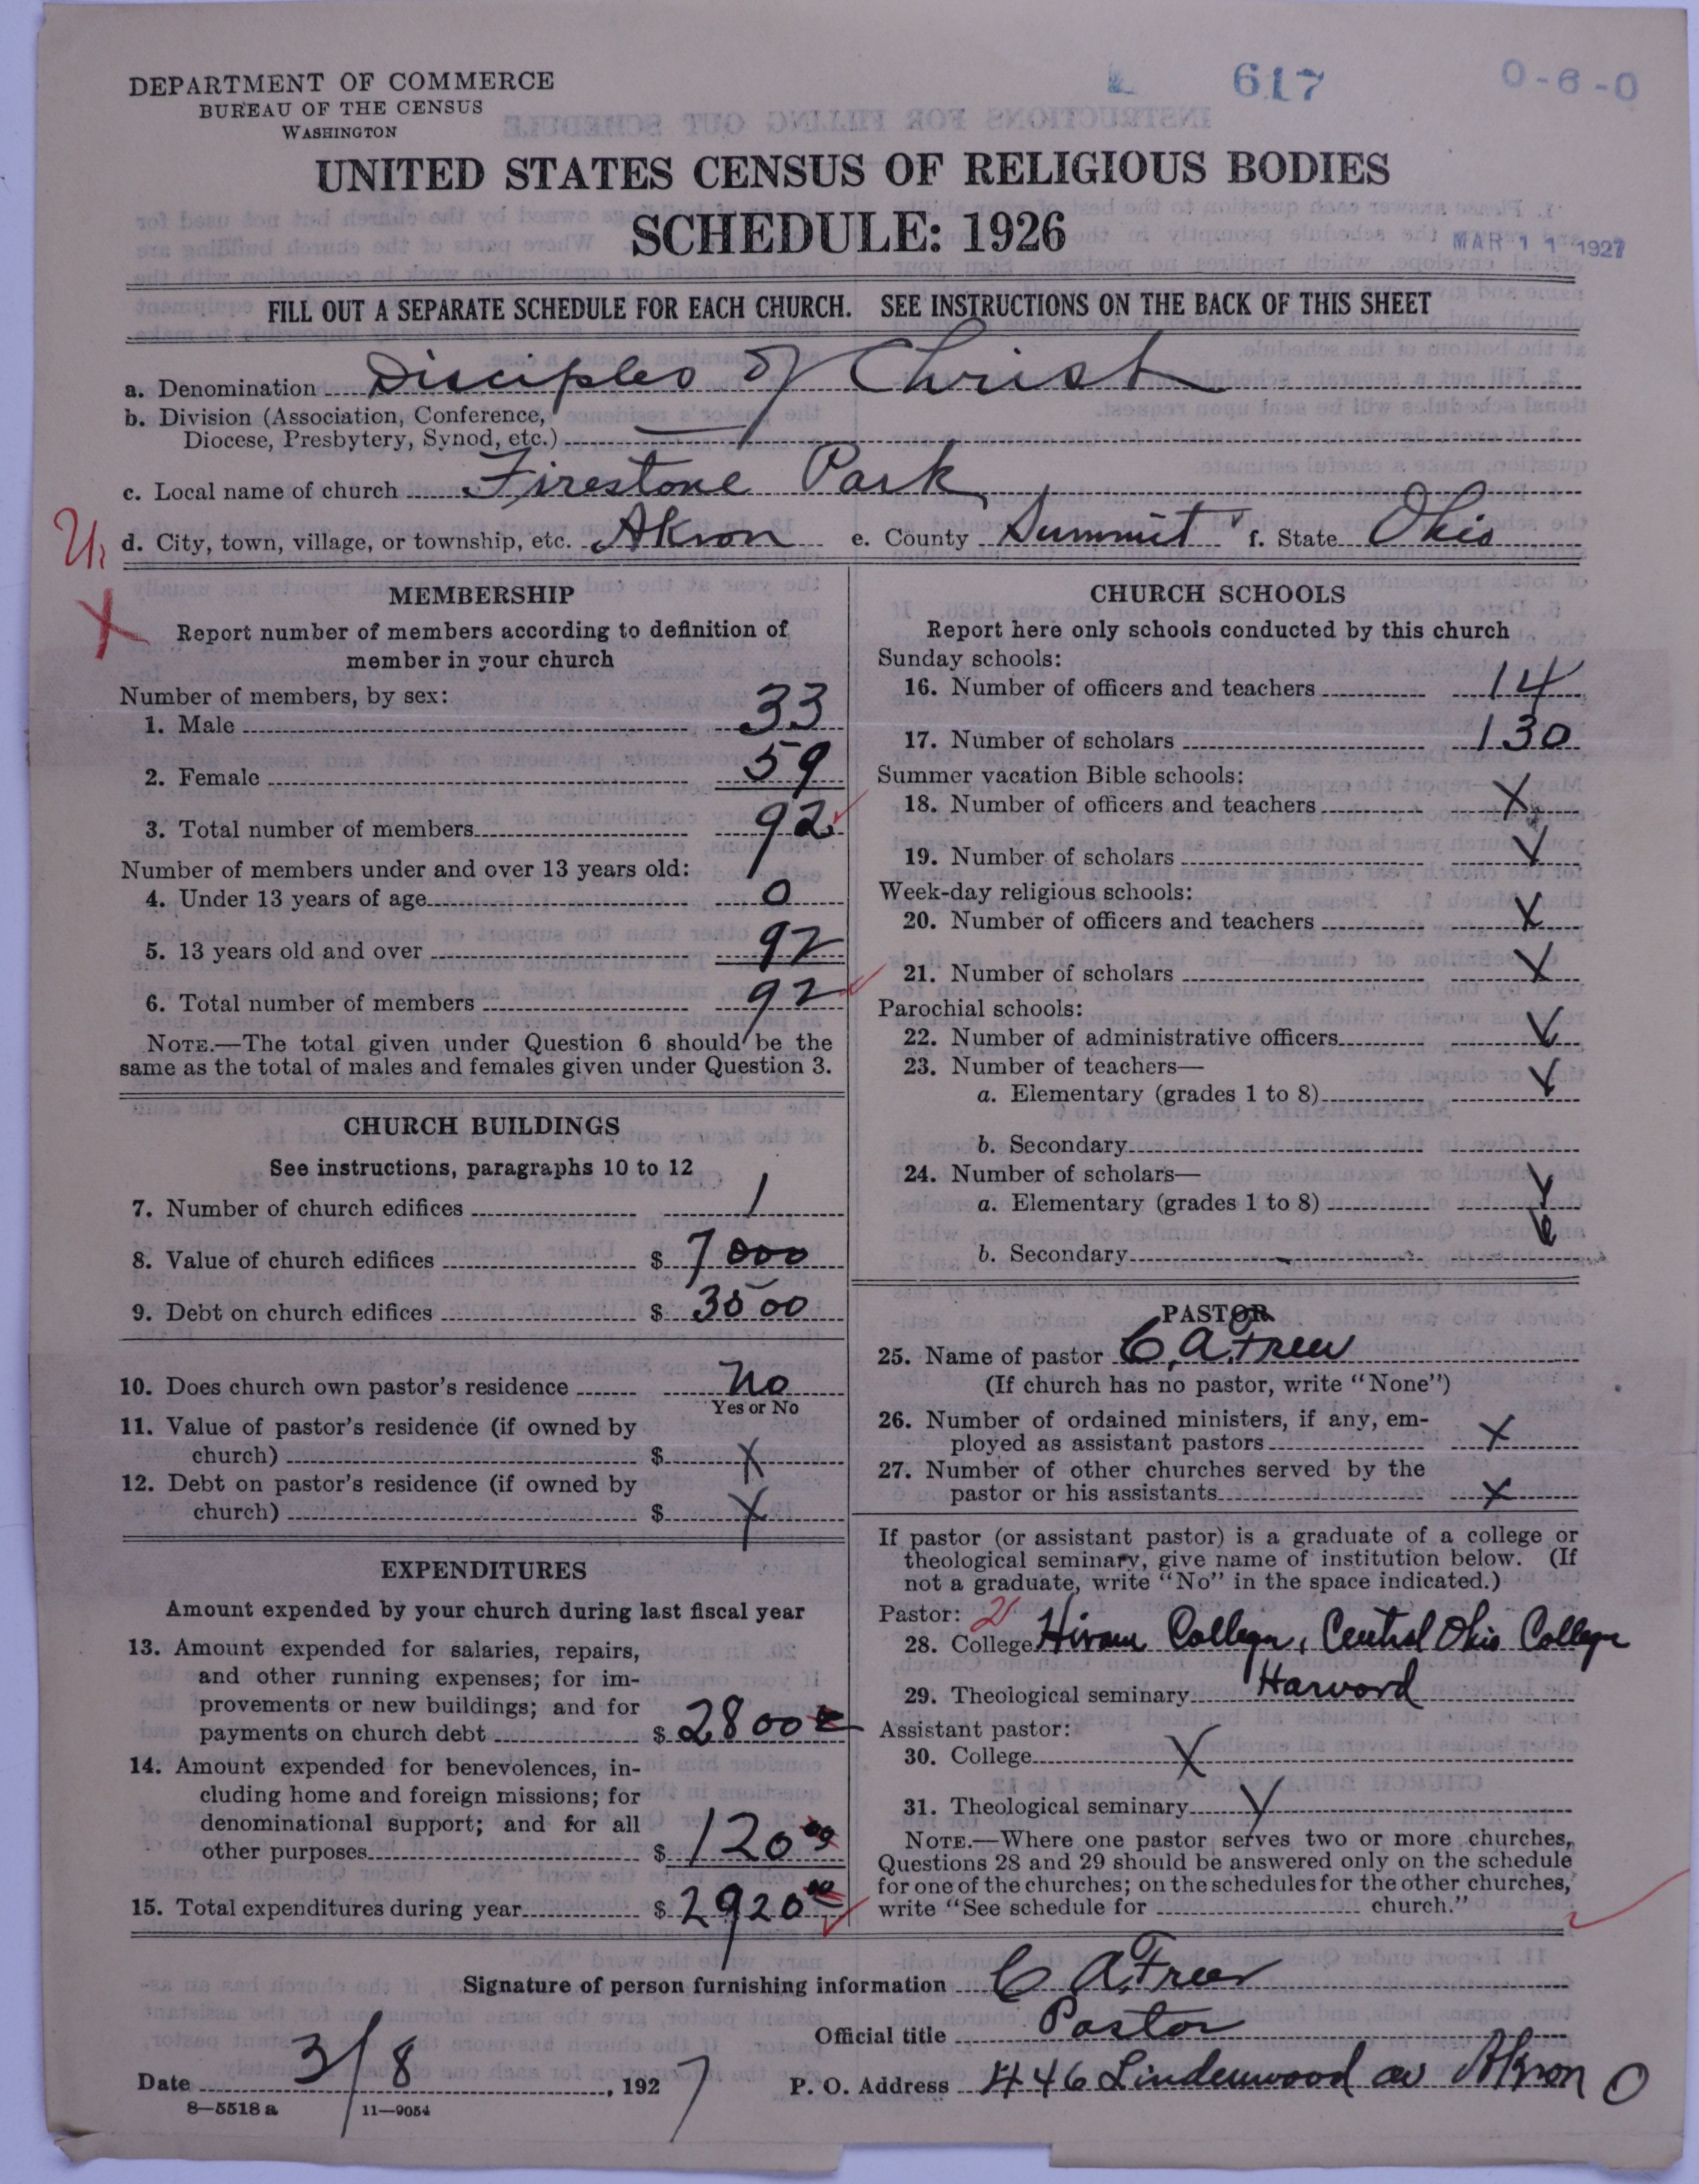 DEPARTMENT OF COMMERCE
BUREAU OF THE CENSUS
WASHINGTON
617
0-6-0
UNITED STATES CENSUS OF RELIGIOUS BODIES
SCHEDULE: 1926
MAR 11 1927
FILL OUT A SEPARATE SCHEDULE FOR EACH CHURCH. SEE INSTRUCTIONS ON THE BACK OF THIS SHEET
a. Denomination Disciples of Christ
b. Division (Association, Conference,
Diocese, Presbytery, Synod, etc.) —
c. Local name of church Firestone Park
d. City, town, village, or township, etc. Akron e. County Summit f. State Ohio
MEMBERSHIP
Report number of members according to definition of
member in your church
Number of members, by sex:
1. Male 33
2. Female 59
3. Total number of members 92
Number of members under and over 13 years old:
4. Under 13 years of age 0
5. 13 years old and over 92
6. Total number of members 92
NOTE.—The total given under Question 6 should be the
same as the total of males and females given under Question 3.
CHURCH BUILDINGS
See instructions, paragraphs 10 to 12
7. Number of church edifices 1
8. Value of church edifices $ 7000
9. Debt on church edifices $ 3500
10. Does church own pastor's residence No
Yes or No
11. Value of pastor's residence (if owned by
church) $ X
12. Debt on pastor's residence (if owned by
church) $ X
EXPENDITURES
Amount expended by your church during last fiscal year
13. Amount expended for salaries, repairs,
and other running expenses; for im-
provements or new buildings; and for
payments on church debt $ 2800
14. Amount expended for benevolences, in-
cluding home and foreign missions; for
denominational support; and for all
other purposes $ 120 00
15. Total expenditures during year $ 2920 00
CHURCH SCHOOLS
Report here only schools conducted by this church
Sunday schools:
16. Number of officers and teachers 14
17. Number of scholars 130
Summer vacation Bible schools:
18. Number of officers and teachers X
19. Number of scholars X
Week-day religious schools:
20. Number of officers and teachers X
21. Number of scholars X
Parochial schools:
22. Number of administrative officers X
23. Number of teachers—
a. Elementary (grades 1 to 8) X
b. Secondary
24. Number of scholars—
a. Elementary (grades 1 to 8) X
b. Secondary
PASTOR
25. Name of pastor C. A. Freer
(If church has no pastor, write "None")
26. Number of ordained ministers, if any, em-
ployed as assistant pastors X
27. Number of other churches served by the
pastor or his assistants X
If pastor (or assistant pastor) is a graduate of a college or
theological seminary, give name of institution below. (If
not a graduate, write "No" in the space indicated.)
Pastor: 2
28. College Hiram College, Central Ohio College
29. Theological seminary Harvard
Assistant pastor:
30. College X
31. Theological seminary X
NOTE.—Where one pastor serves two or more churches,
Questions 28 and 29 should be answered only on the schedule
for one of the churches; on the schedules for the other churches,
write "See schedule for church."
Signature of person furnishing information C A Freer
Official title Pastor
Date 3/8, 1927 P. O. Address 446 Lindenwood av Akron O
8—5518 a 11—9054